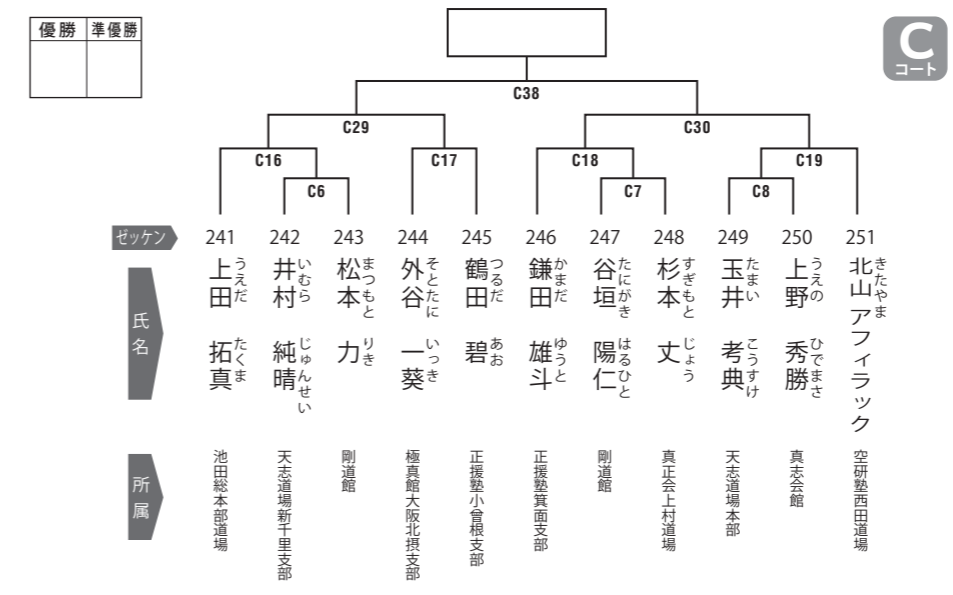 優勝 準優勝
C
コート
C38
C29 C30
C16 C17 C18 C19
C6 C7 C8
ゼッケン 241 242 243 244 245 246 247 248 249 250 251
氏名
上田 拓真
うえだ たくま
井村 純晴
いむら じゅんせい
松本 力
まつもと りき
外谷 一葵
そとたに いっき
鶴田 碧
つるだ あお
鎌田 雄斗
かまだ ゆうと
谷垣 陽仁
たにがき はるひと
杉本 丈
すぎもと じょう
玉井 考典
たまい こうすけ
上野 秀勝
うえの ひでまさ
北山 アフィラック
きたやま
所属
池田総本部道場
天志道場新千里支部
剛道館
極真館大阪北摂支部
正援塾小曾根支部
正援塾箕面支部
剛道館
真正会上村道場
天志道場本部
真志会館
空研塾西田道場